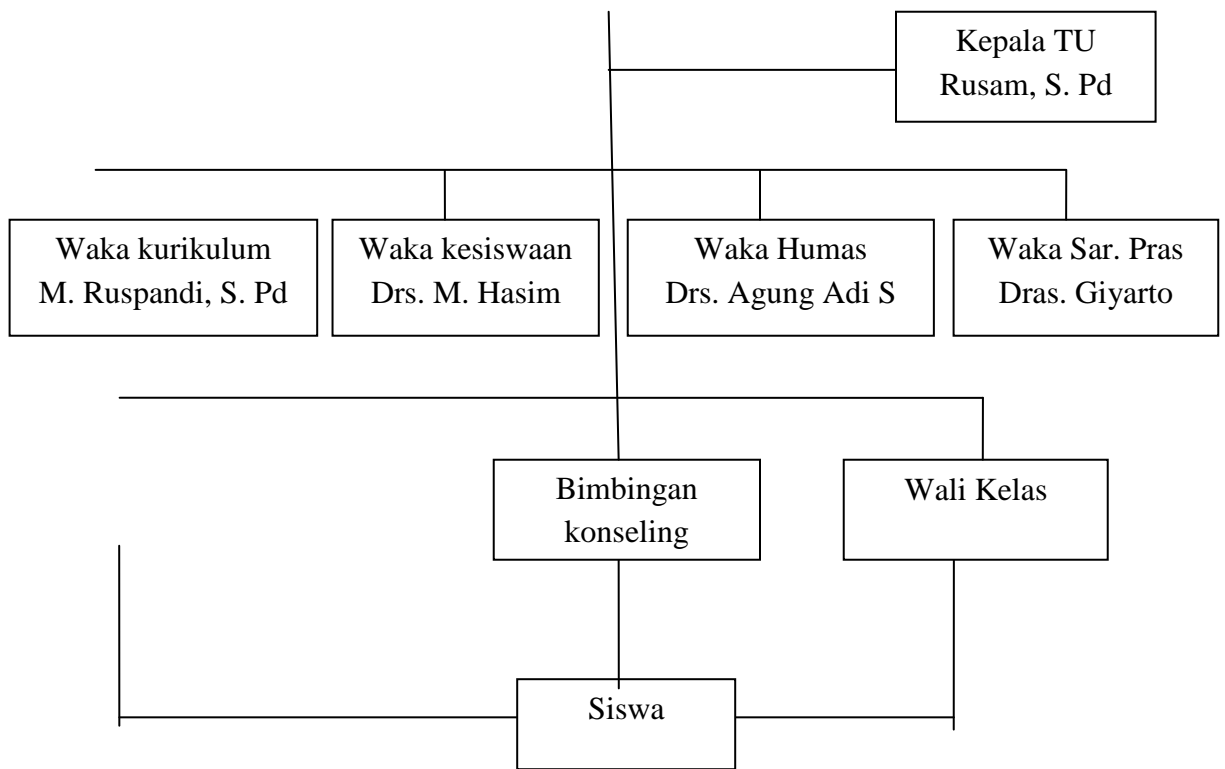 Kepala TU
Rusam, S. Pd
Waka kurikulum
M. Ruspandi, S. Pd
Waka kesiswaan
Drs. M. Hasim
Waka Humas
Drs. Agung Adi S
Waka Sar. Pras
Dras. Giyarto
Bimbingan
konseling
Wali Kelas
Siswa